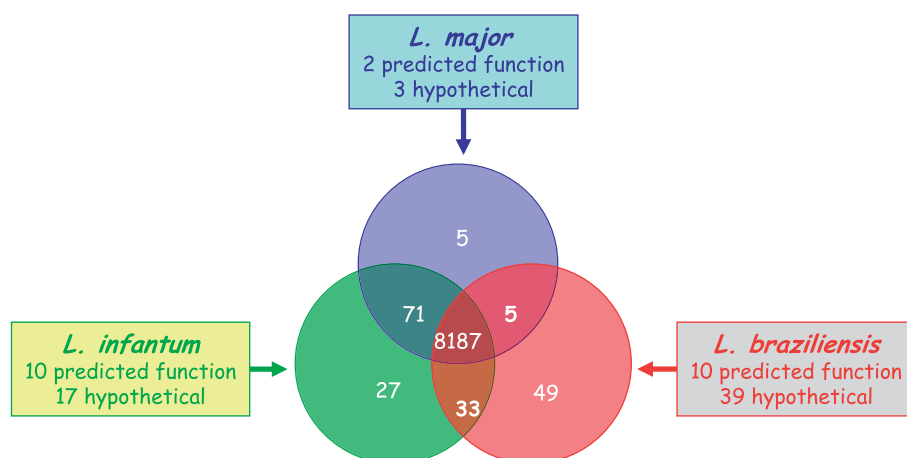 L. major
2 predicted function
3 hypothetical
5
71
5
8187
L. infantum
10 predicted function
17 hypothetical
27
33
49
L. braziliensis
10 predicted function
39 hypothetical